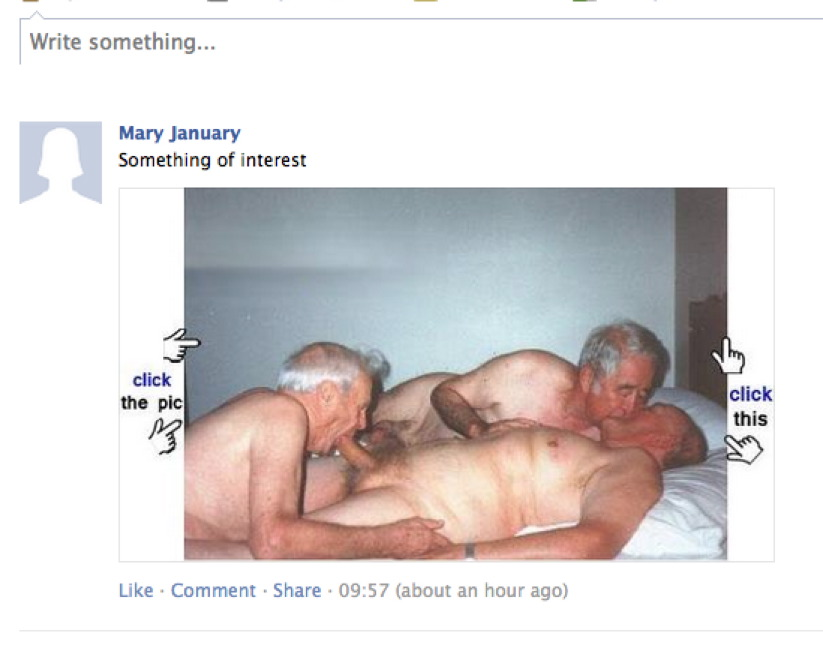 Write something...
Mary January
Something of interest
click
the pic
click
this
Like · Comment · Share · 09:57 (about an hour ago)